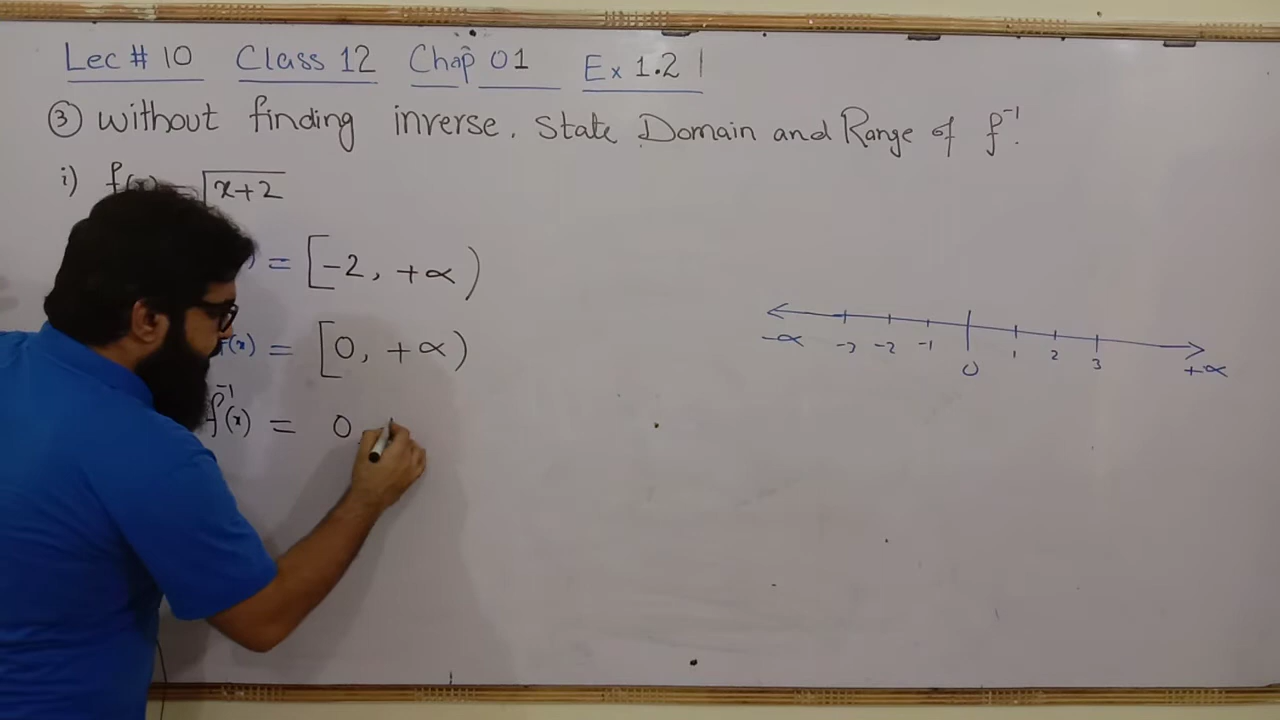 Lec # 10 Class 12 Chap 01 Ex 1.2
③ without finding inverse. State Domain and Range of f⁻¹.
i) f(x) = √x+2
) = [-2, +∝)
f(x) = [0, +∝)
f⁻¹(x) = 0,
-∝ -3 -2 -1 0 1 2 3 +∝